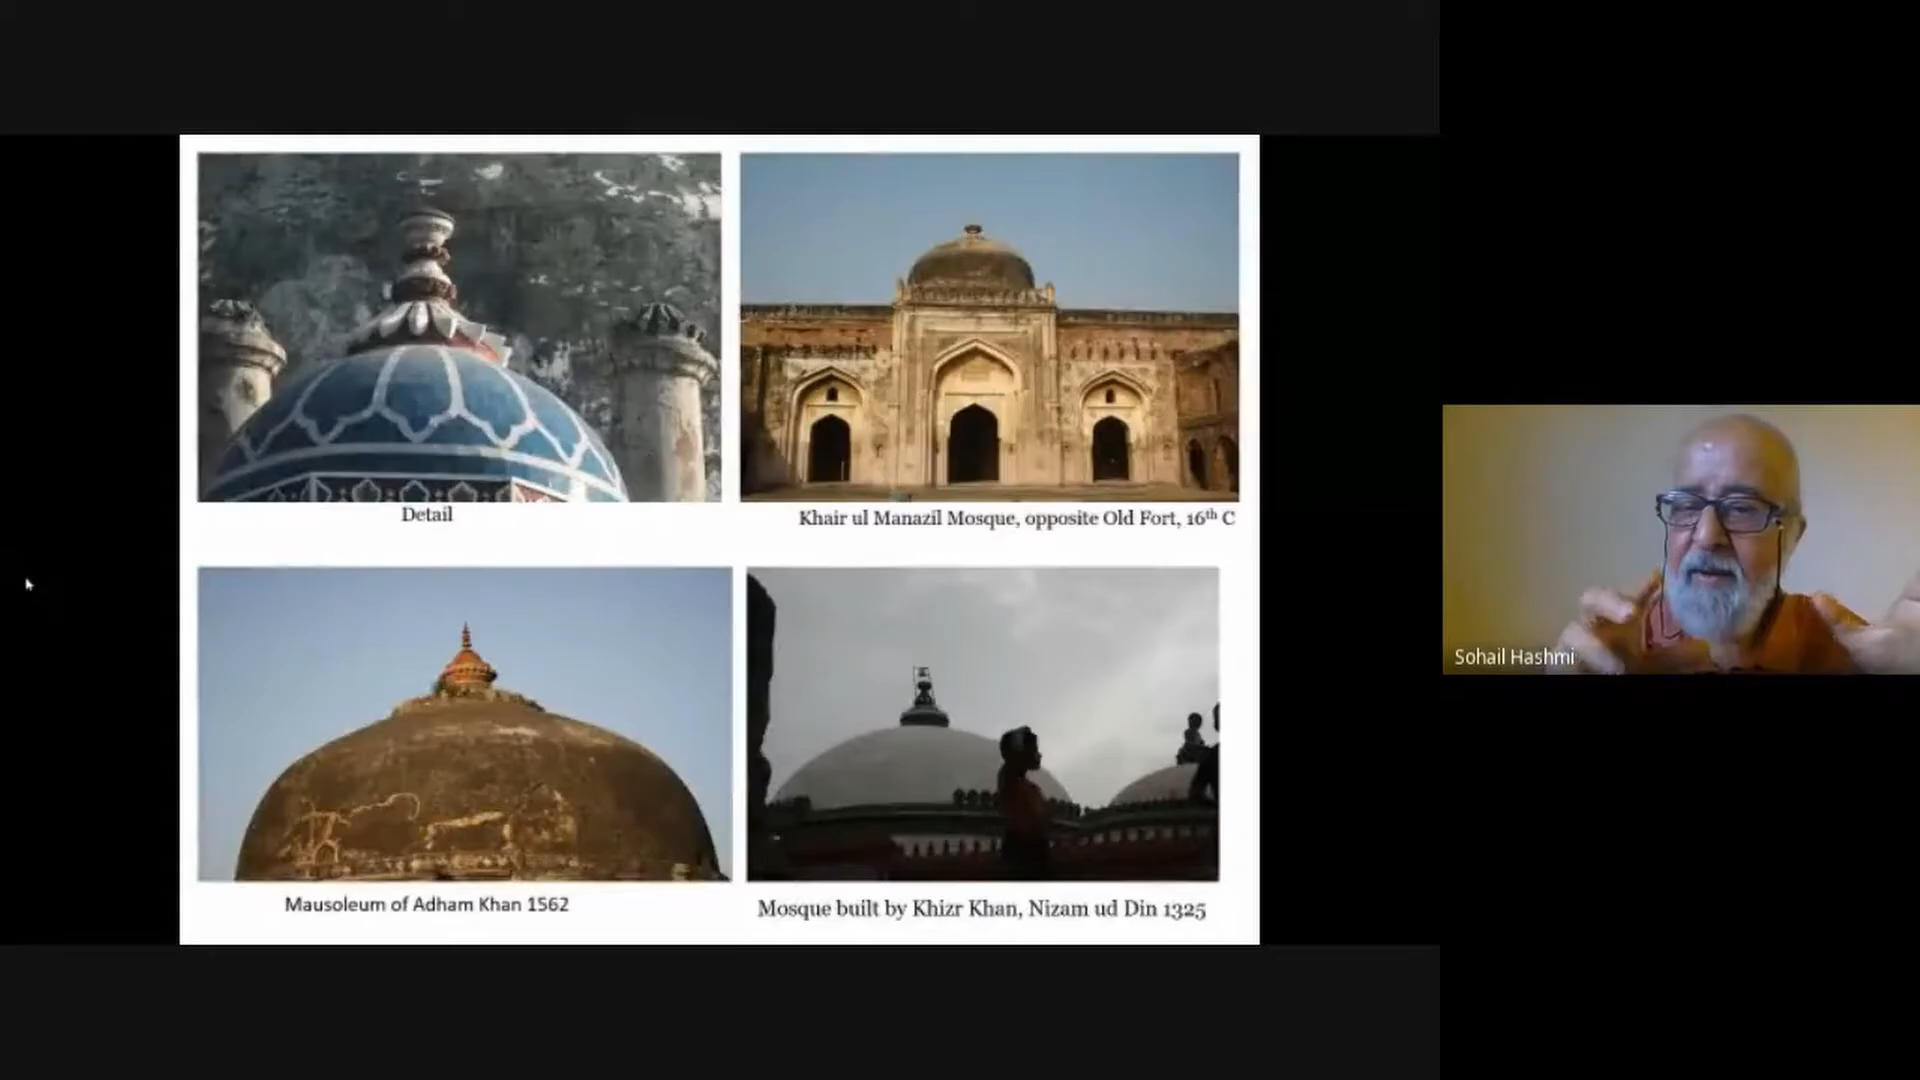 Detail
Khair ul Manazil Mosque, opposite Old Fort, 16th C
Mausoleum of Adham Khan 1562
Mosque built by Khizr Khan, Nizam ud Din 1325
Sohail Hashmi